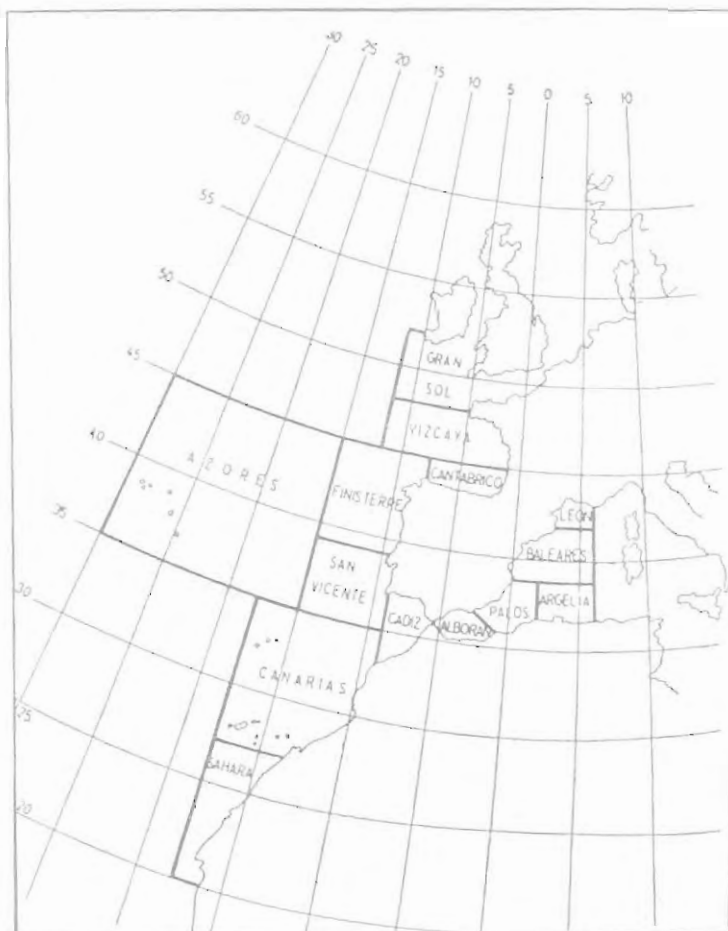 30
25
20
15
10
5
0
5
10
60
55
50
45
40
35
30
25
20
GRAN
SOL
VIZCAYA
CANTABRICO
AZORES
FINISTERRE
LEON
BALEARES
SAN
VICENTE
CADIZ
ALBORAN
PALOS
ARGELIA
CANARIAS
SAHARA